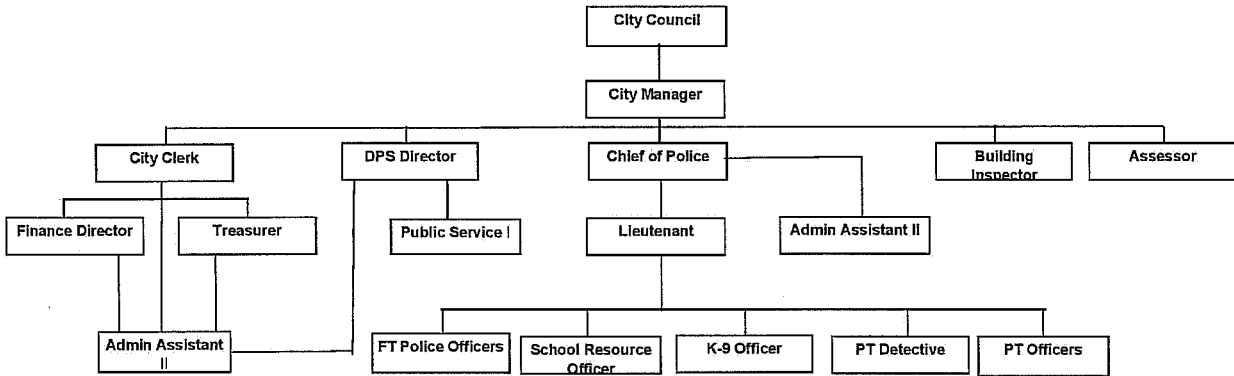 City Council
City Manager
City Clerk
DPS Director
Chief of Police
Building
Inspector
Assessor
Finance Director
Treasurer
Public Service I
Lieutenant
Admin Assistant II
Admin Assistant
II
FT Police Officers
School Resource
Officer
K-9 Officer
PT Detective
PT Officers